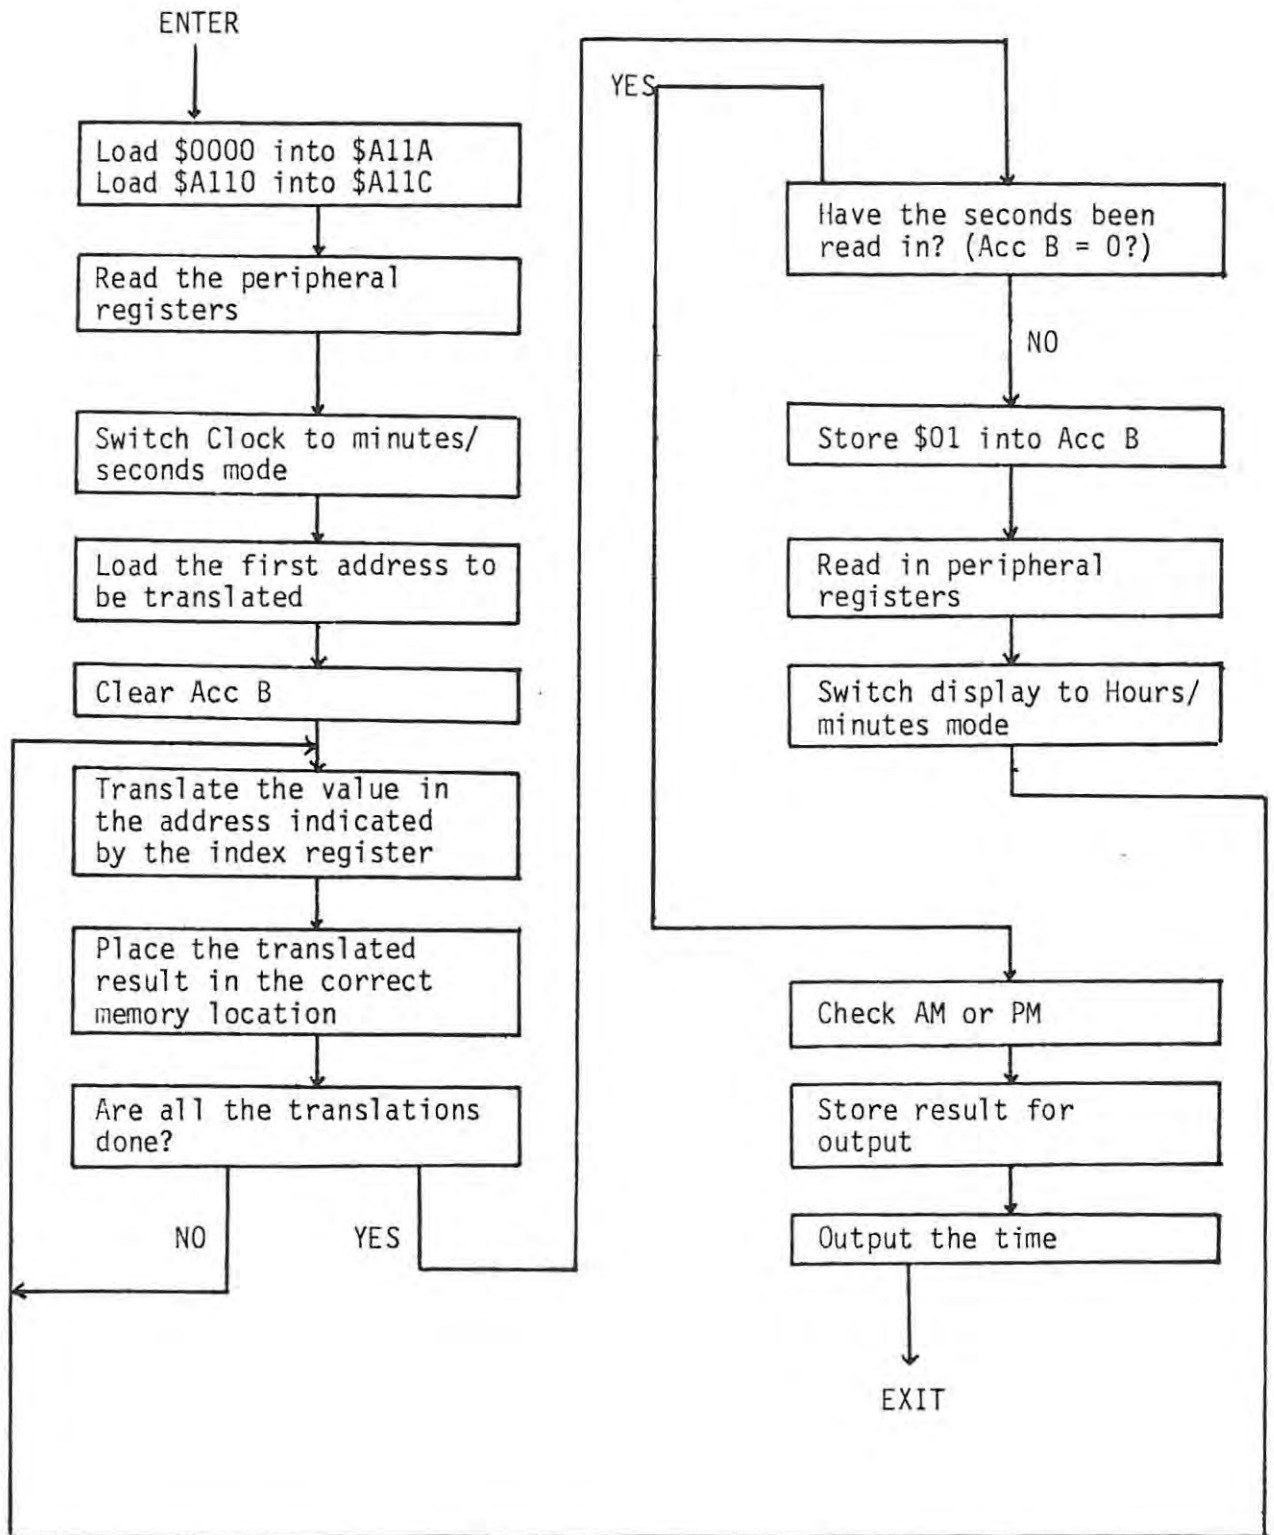 ENTER
Load $0000 into $A11A
Load $A110 into $A11C
Read the peripheral
registers
Switch Clock to minutes/
seconds mode
Load the first address to
be translated
Clear Acc B
Translate the value in
the address indicated
by the index register
Place the translated
result in the correct
memory location
Are all the translations
done?
NO
YES
YES
Have the seconds been
read in? (Acc B = 0?)
NO
Store $01 into Acc B
Read in peripheral
registers
Switch display to Hours/
minutes mode
Check AM or PM
Store result for
output
Output the time
EXIT